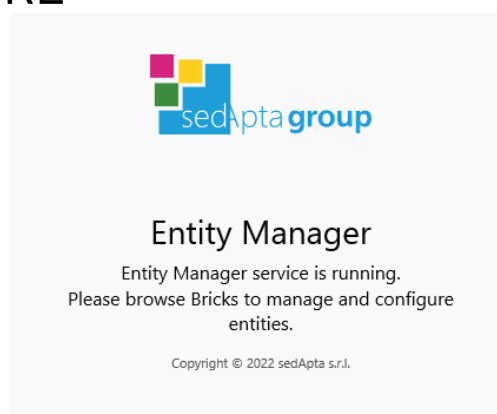 sedApta group
Entity Manager
Entity Manager service is running.
Please browse Bricks to manage and configure
entities.
Copyright © 2022 sedApta s.r.l.